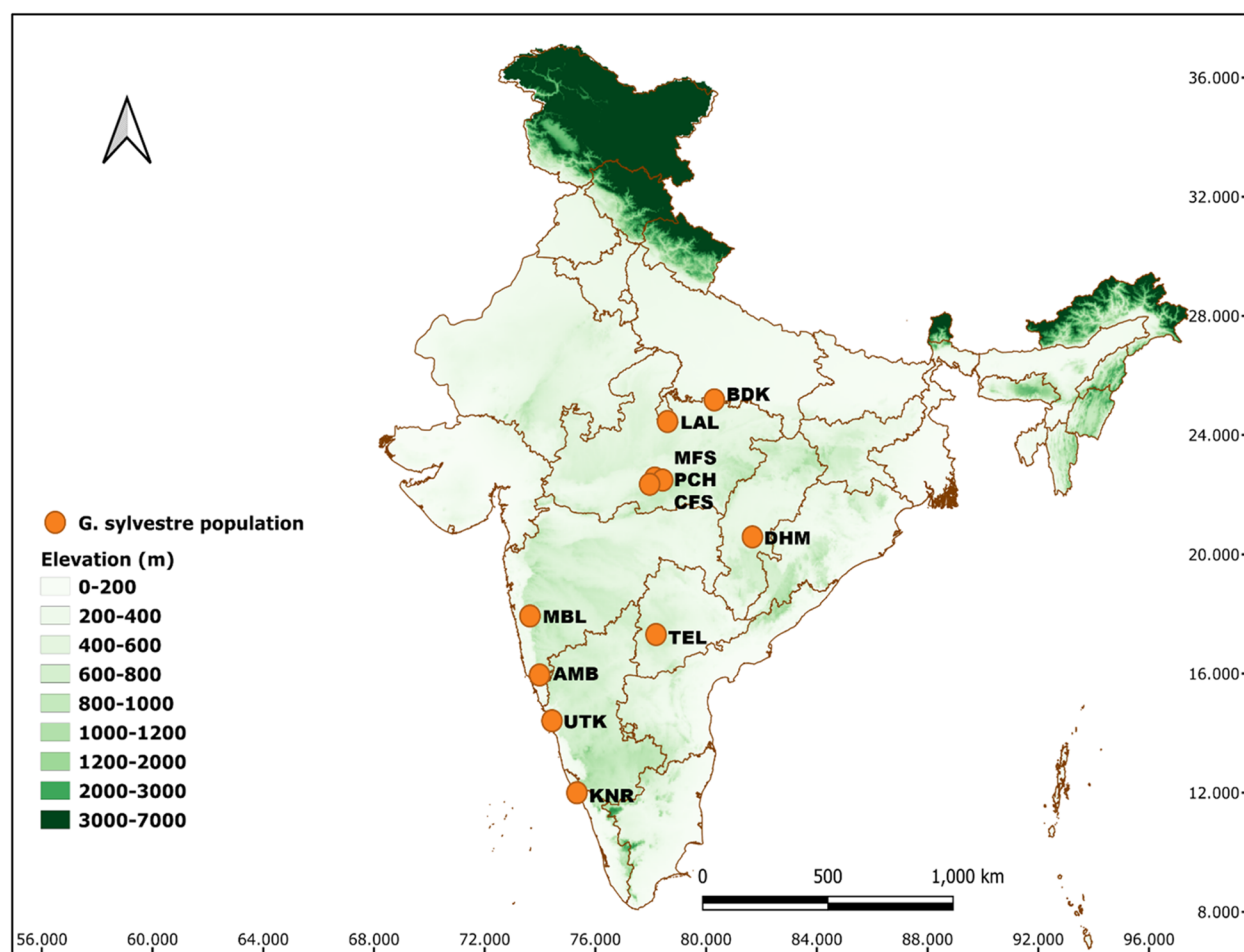 36.000
32.000
28.000
24.000
20.000
16.000
12.000
8.000
BDK
LAL
MFS
PCH
CFS
DHM
MBL
TEL
AMB
UTK
KNR
G. sylvestre population
Elevation (m)
0-200
200-400
400-600
600-800
800-1000
1000-1200
1200-2000
2000-3000
3000-7000
0 500 1,000 km
56.000 60.000 64.000 68.000 72.000 76.000 80.000 84.000 88.000 92.000 96.000